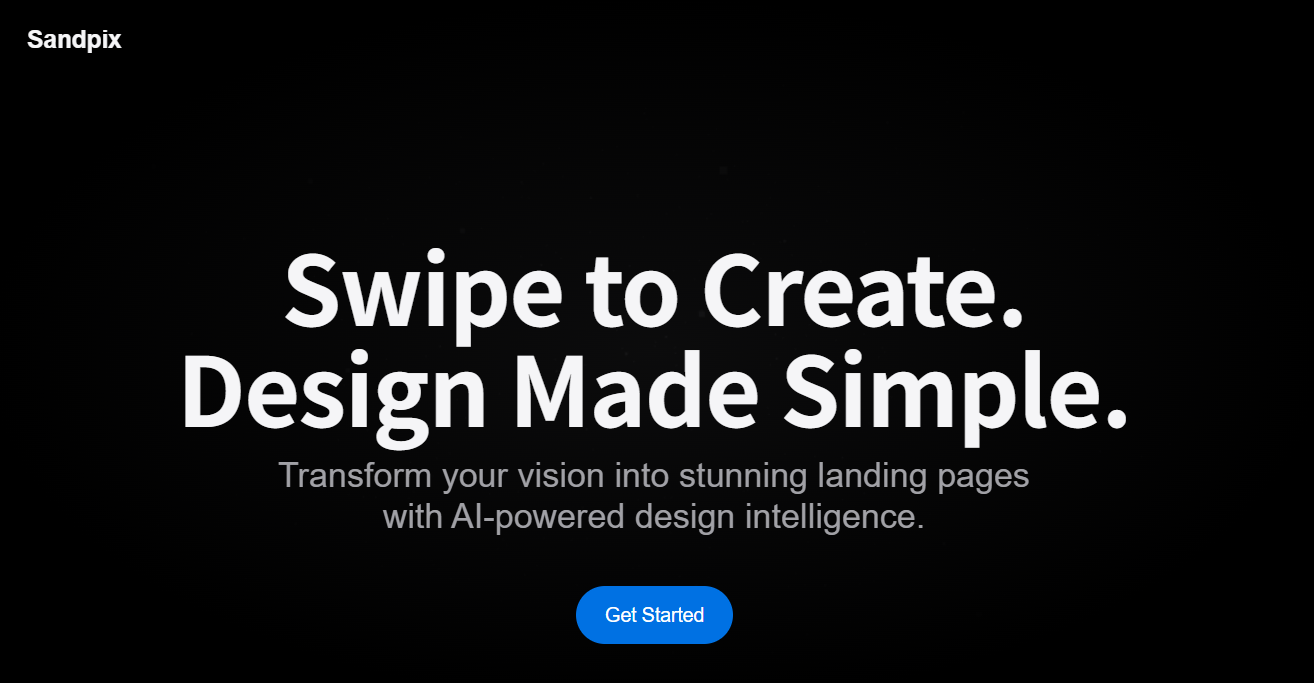 Sandpix
Swipe to Create.
Design Made Simple.
Transform your vision into stunning landing pages
with AI-powered design intelligence.
Get Started